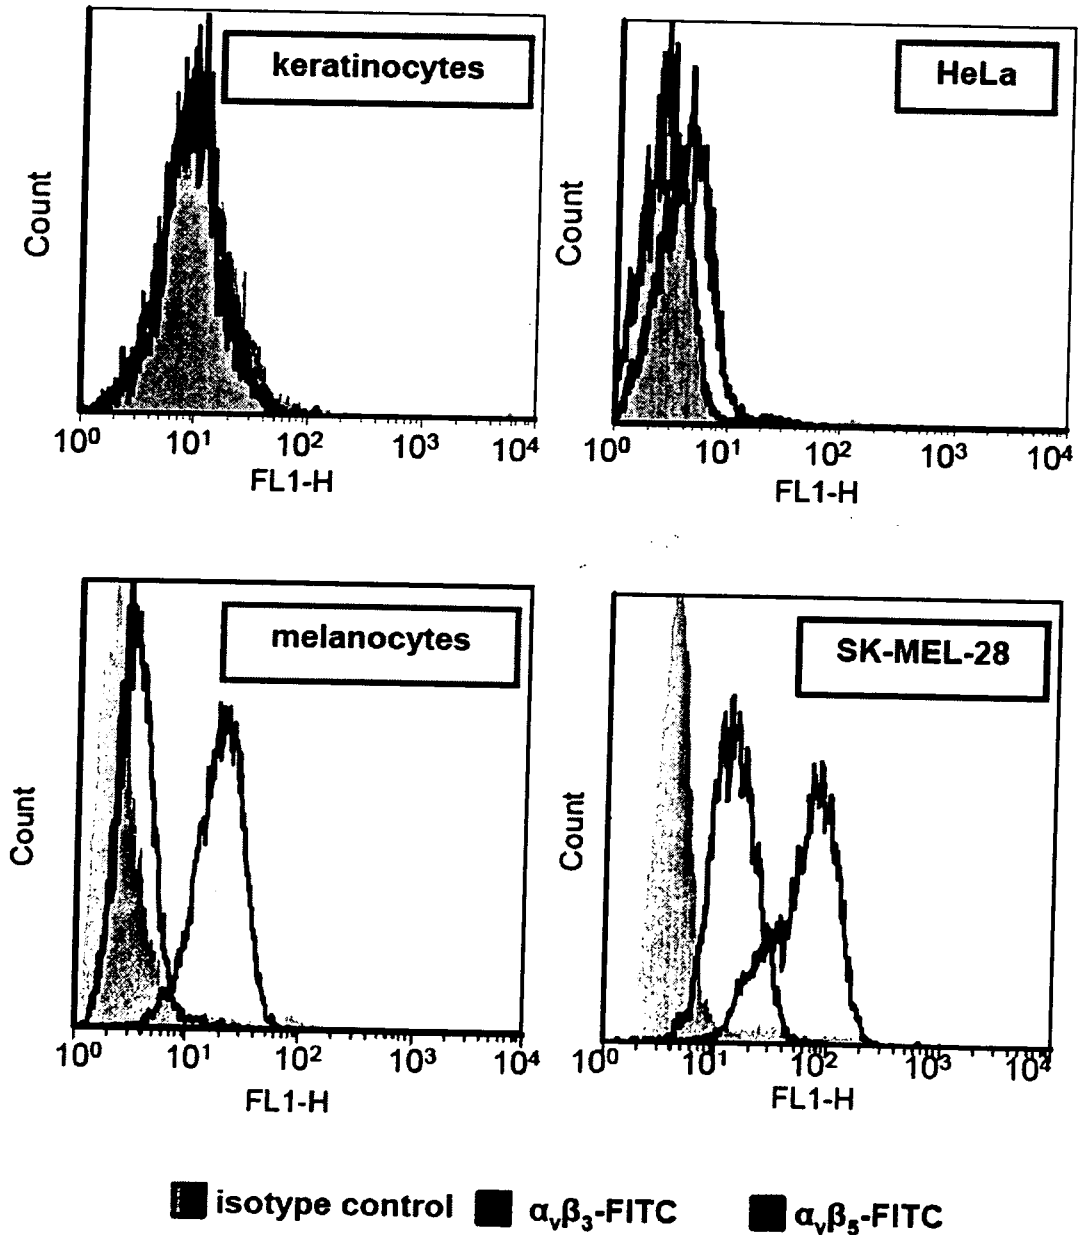 keratinocytes
Count
10⁰ 10¹ 10² 10³ 10⁴
FL1-H
HeLa
Count
10⁰ 10¹ 10² 10³ 10⁴
FL1-H
melanocytes
Count
10⁰ 10¹ 10² 10³ 10⁴
FL1-H
SK-MEL-28
Count
10⁰ 10¹ 10² 10³ 10⁴
FL1-H
isotype control αᵥβ₃-FITC αᵥβ₅-FITC